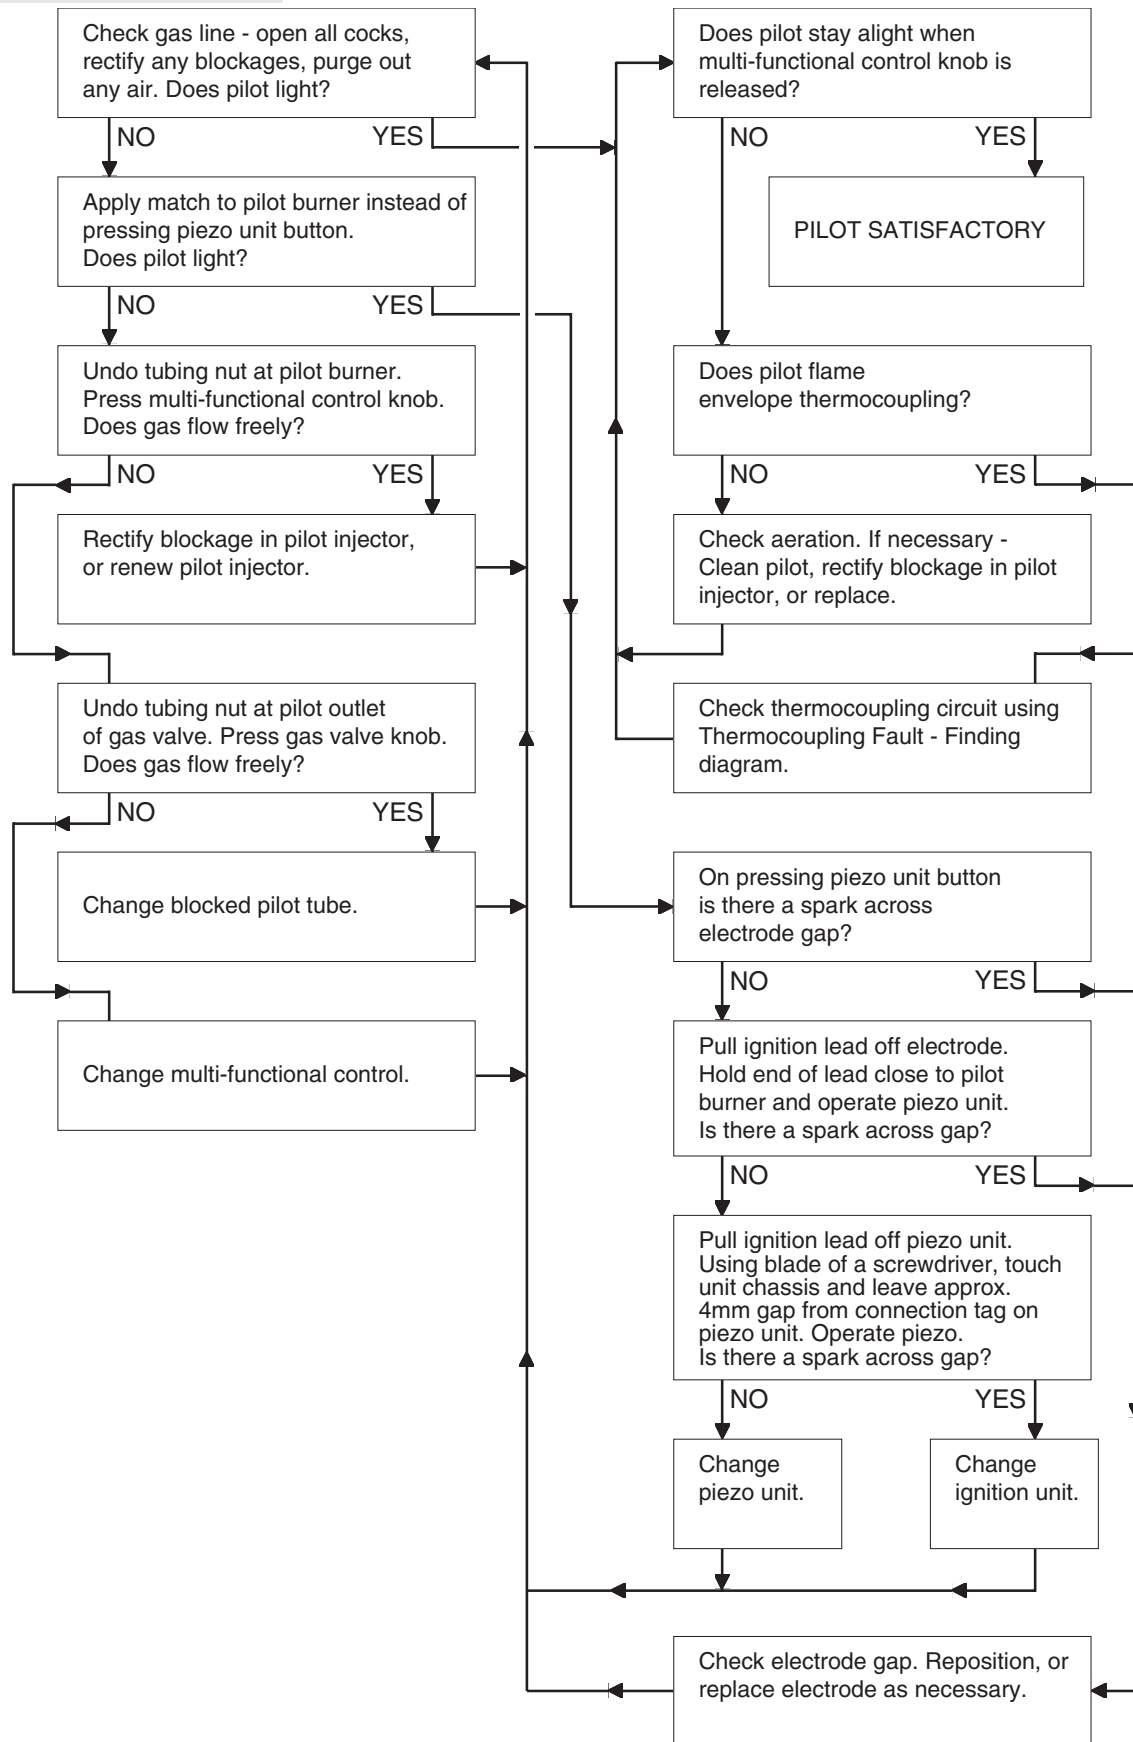 Check gas line - open all cocks,
rectify any blockages, purge out
any air. Does pilot light?
NO
YES
Apply match to pilot burner instead of
pressing piezo unit button.
Does pilot light?
NO
YES
Undo tubing nut at pilot burner.
Press multi-functional control knob.
Does gas flow freely?
NO
YES
Rectify blockage in pilot injector,
or renew pilot injector.
Undo tubing nut at pilot outlet
of gas valve. Press gas valve knob.
Does gas flow freely?
NO
YES
Change blocked pilot tube.
Change multi-functional control.
Does pilot stay alight when
multi-functional control knob is
released?
NO
YES
PILOT SATISFACTORY
Does pilot flame
envelope thermocoupling?
NO
YES
Check aeration. If necessary -
Clean pilot, rectify blockage in pilot
injector, or replace.
Check thermocoupling circuit using
Thermocoupling Fault - Finding
diagram.
On pressing piezo unit button
is there a spark across
electrode gap?
NO
YES
Pull ignition lead off electrode.
Hold end of lead close to pilot
burner and operate piezo unit.
Is there a spark across gap?
NO
YES
Pull ignition lead off piezo unit.
Using blade of a screwdriver, touch
unit chassis and leave approx.
4mm gap from connection tag on
piezo unit. Operate piezo.
Is there a spark across gap?
NO
YES
Change
piezo unit.
Change
ignition unit.
Check electrode gap. Reposition, or
replace electrode as necessary.